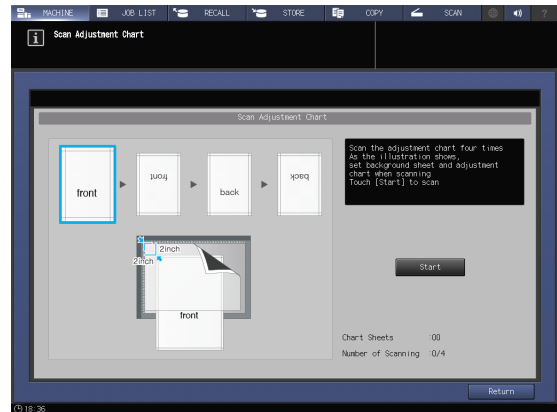 MACHINE JOB LIST RECALL STORE COPY SCAN ?
i Scan Adjustment Chart
Scan Adjustment Chart
front front back back
Scan the adjustment chart four times
As the illustration shows,
set background sheet and adjustment
chart when scanning
Touch [Start] to scan
2inch
2inch
front
Start
Chart Sheets :00
Number of Scanning :0/4
Return
18:36